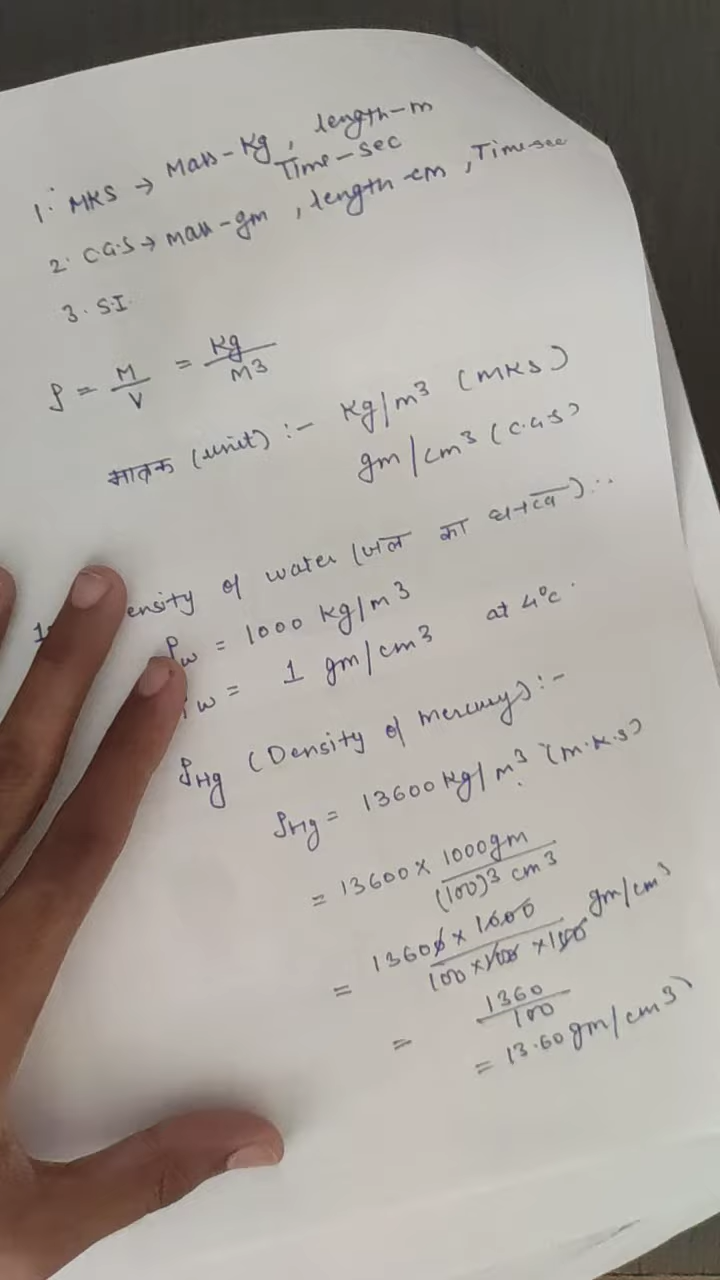 1. MKS → Mass-Kg, length-m
Time-sec
2. C.G.S → mass-gm, length-cm, Time-sec
3. S.I.
ρ = M/V = Kg/M3
मात्रक (unit) :- Kg/m³ (MKS)
gm/cm³ (C.G.S)
ensity of water (जल का घनत्व) :.
ρw = 1000 kg/m3
w = 1 gm/cm3 at 4°c.
ρHg (Density of mercury) :-
ρHg = 13600 kg/m³ (M.K.S)
= 13600 × 1000gm/(100)3 cm3
= 13600 × 1000/100 × 100 × 100 gm/cm³
= 1360/100
= 13.60 gm/cm3)